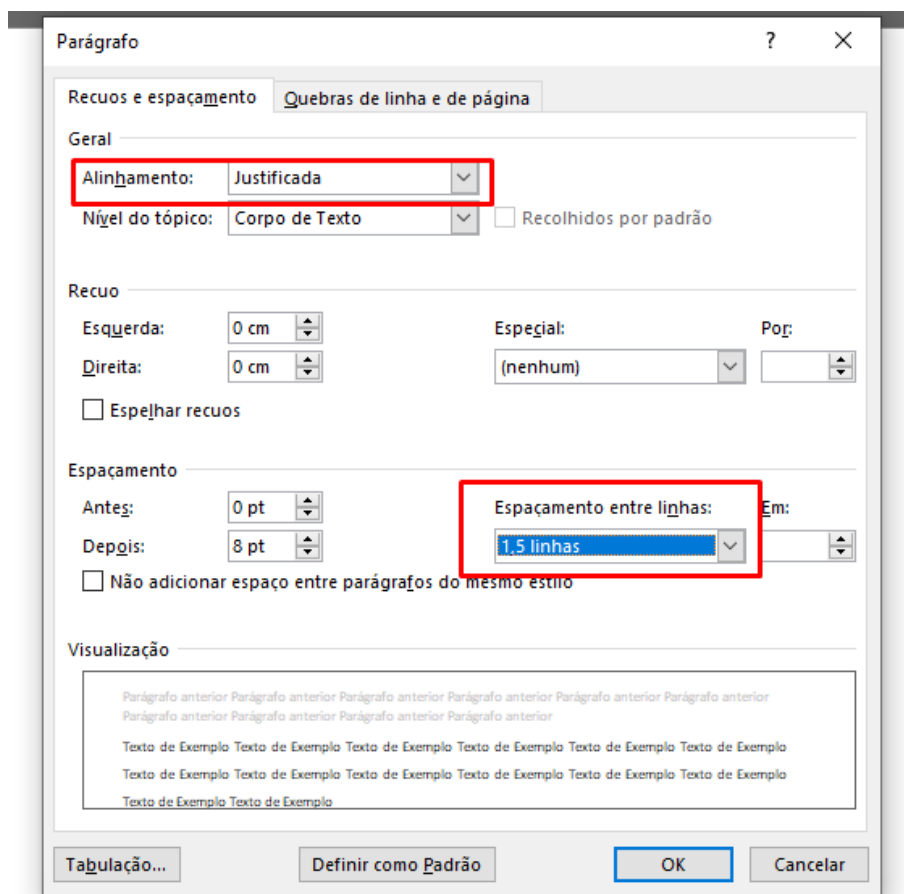 Parágrafo ?
Recuos e espaçamento Quebras de linha e de página
Geral
Alinhamento: Justificada
Nível do tópico: Corpo de Texto Recolhidos por padrão
Recuo
Esquerda: 0 cm Especial: Por:
Direita: 0 cm (nenhum)
Espelhar recuos
Espaçamento
Antes: 0 pt Espaçamento entre linhas: Em:
Depois: 8 pt 1,5 linhas
Não adicionar espaço entre parágrafos do mesmo estilo
Visualização
Parágrafo anterior Parágrafo anterior Parágrafo anterior Parágrafo anterior Parágrafo anterior Parágrafo anterior
Parágrafo anterior Parágrafo anterior Parágrafo anterior Parágrafo anterior
Texto de Exemplo Texto de Exemplo Texto de Exemplo Texto de Exemplo Texto de Exemplo Texto de Exemplo
Texto de Exemplo Texto de Exemplo Texto de Exemplo Texto de Exemplo Texto de Exemplo Texto de Exemplo
Texto de Exemplo Texto de Exemplo
Tabulação... Definir como Padrão OK Cancelar